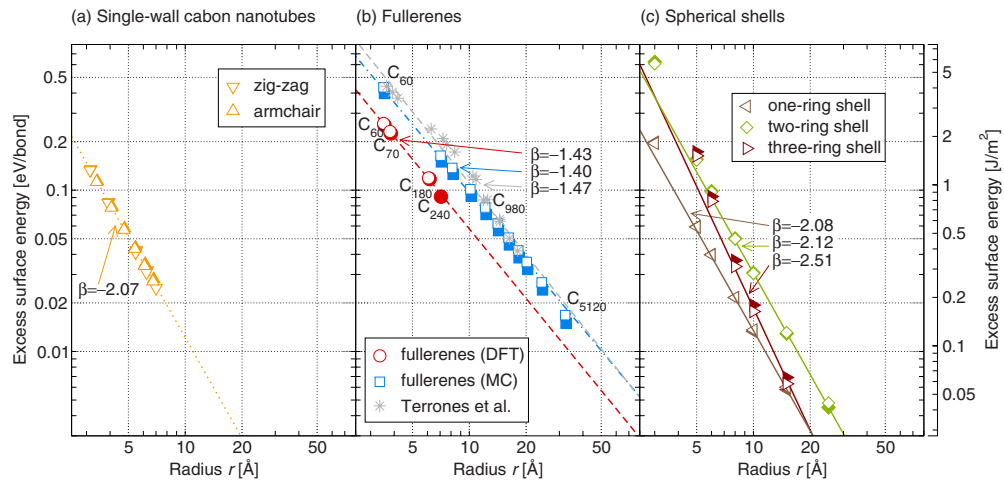 (a) Single-wall cabon nanotubes
(b) Fullerenes
(c) Spherical shells
Excess surface energy [eV/bond]
0.5
0.2
0.1
0.05
0.02
0.01
zig-zag
armchair
β=−2.07
5
10
20
50
Radius r [Å]
C60
C60
C70
C180
C240
C980
C5120
β=−1.43
β=−1.40
β=−1.47
fullerenes (DFT)
fullerenes (MC)
Terrones et al.
5
10
20
50
Radius r [Å]
one-ring shell
two-ring shell
three-ring shell
β=−2.08
β=−2.12
β=−2.51
5
10
20
50
Radius r [Å]
5
2
1
0.5
0.2
0.1
0.05
Excess surface energy [J/m²]